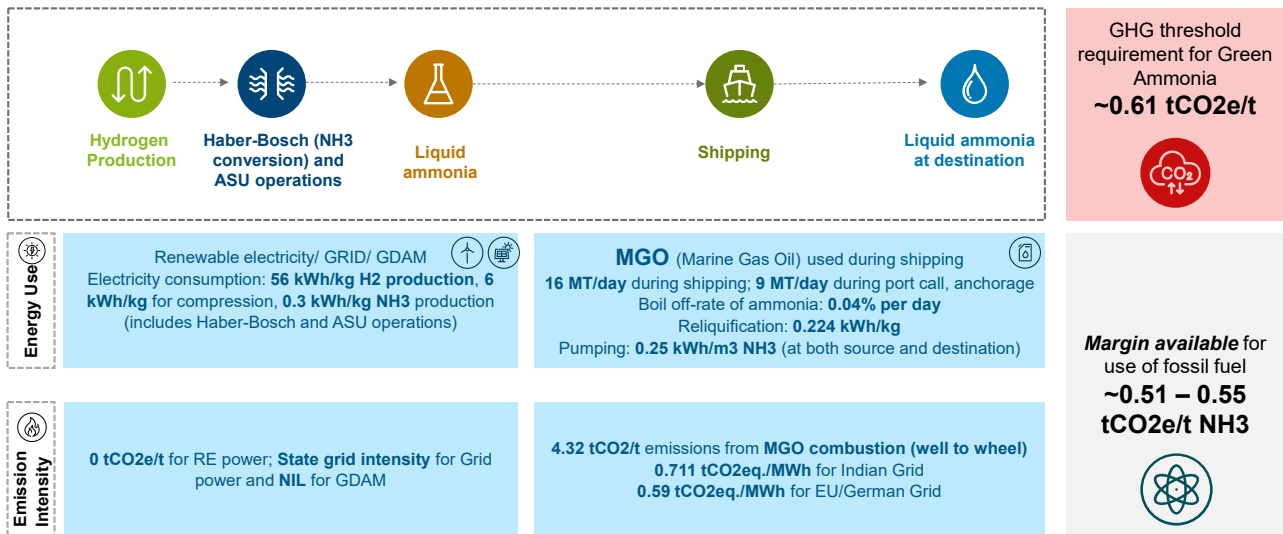 Hydrogen
Production
Haber-Bosch (NH3
conversion) and
ASU operations
Liquid
ammonia
Shipping
Liquid ammonia
at destination
GHG threshold
requirement for Green
Ammonia
~0.61 tCO2e/t
CO₂
Energy Use
Renewable electricity/ GRID/ GDAM
Electricity consumption: 56 kWh/kg H2 production, 6
kWh/kg for compression, 0.3 kWh/kg NH3 production
(includes Haber-Bosch and ASU operations)
MGO (Marine Gas Oil) used during shipping
16 MT/day during shipping; 9 MT/day during port call, anchorage
Boil off-rate of ammonia: 0.04% per day
Reliquification: 0.224 kWh/kg
Pumping: 0.25 kWh/m3 NH3 (at both source and destination)
Margin available for
use of fossil fuel
~0.51 – 0.55
tCO2e/t NH3
Emission
Intensity
0 tCO2e/t for RE power; State grid intensity for Grid
power and NIL for GDAM
4.32 tCO2/t emissions from MGO combustion (well to wheel)
0.711 tCO2eq./MWh for Indian Grid
0.59 tCO2eq./MWh for EU/German Grid